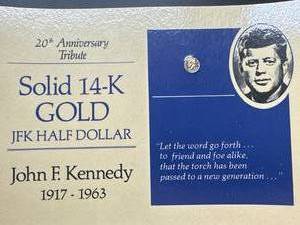 20th Anniversary
Tribute
Solid 14-K
GOLD
JFK HALF DOLLAR
John F. Kennedy
1917 - 1963
"Let the word go forth . . .
to friend and foe alike,
that the torch has been
passed to a new generation . . ."